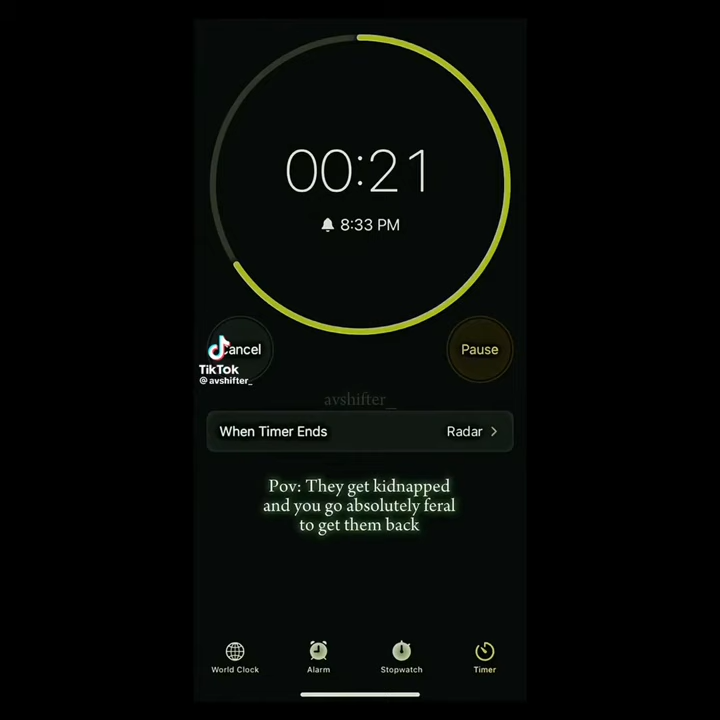 00:21
8:33 PM
Cancel
Pause
TikTok
@avshifter_
avshifter_
When Timer Ends Radar
Pov: They get kidnapped
and you go absolutely feral
to get them back
World Clock Alarm Stopwatch Timer